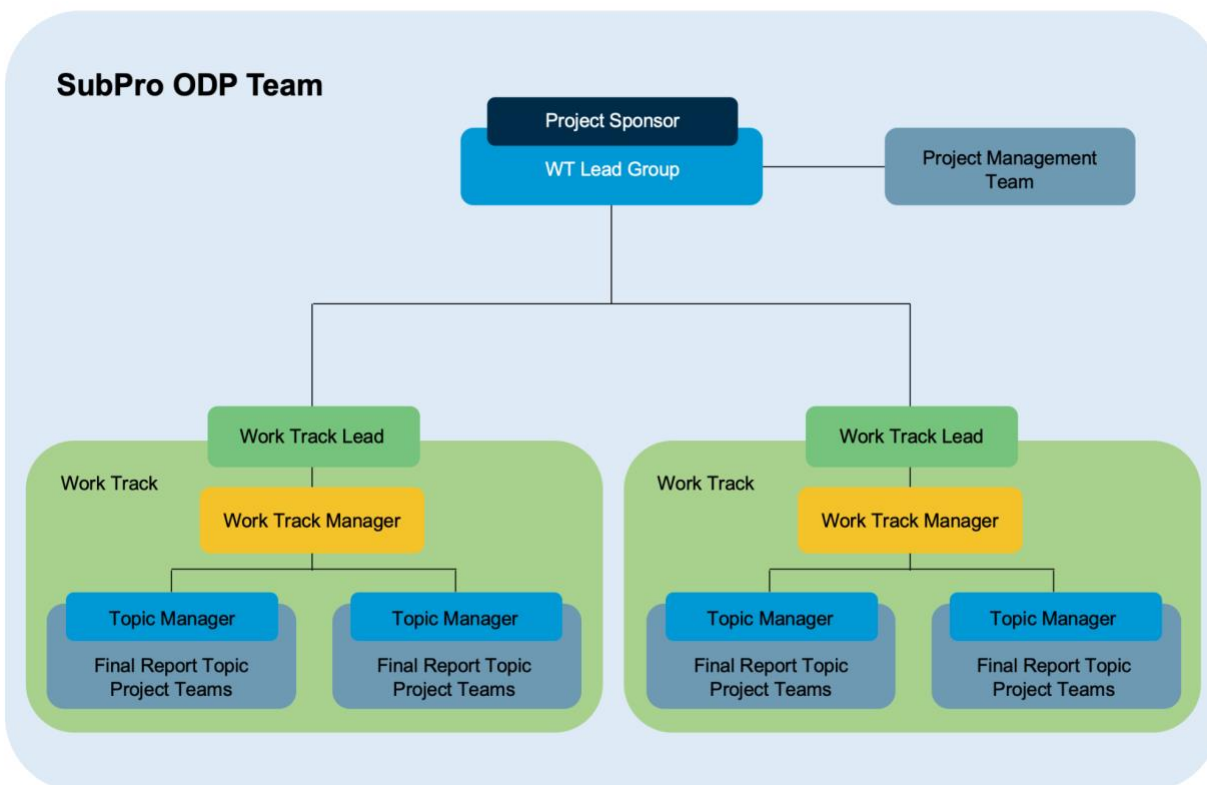 SubPro ODP Team
Project Sponsor
WT Lead Group
Project Management
Team
Work Track Lead
Work Track
Work Track Manager
Topic Manager
Final Report Topic
Project Teams
Topic Manager
Final Report Topic
Project Teams
Work Track Lead
Work Track
Work Track Manager
Topic Manager
Final Report Topic
Project Teams
Topic Manager
Final Report Topic
Project Teams